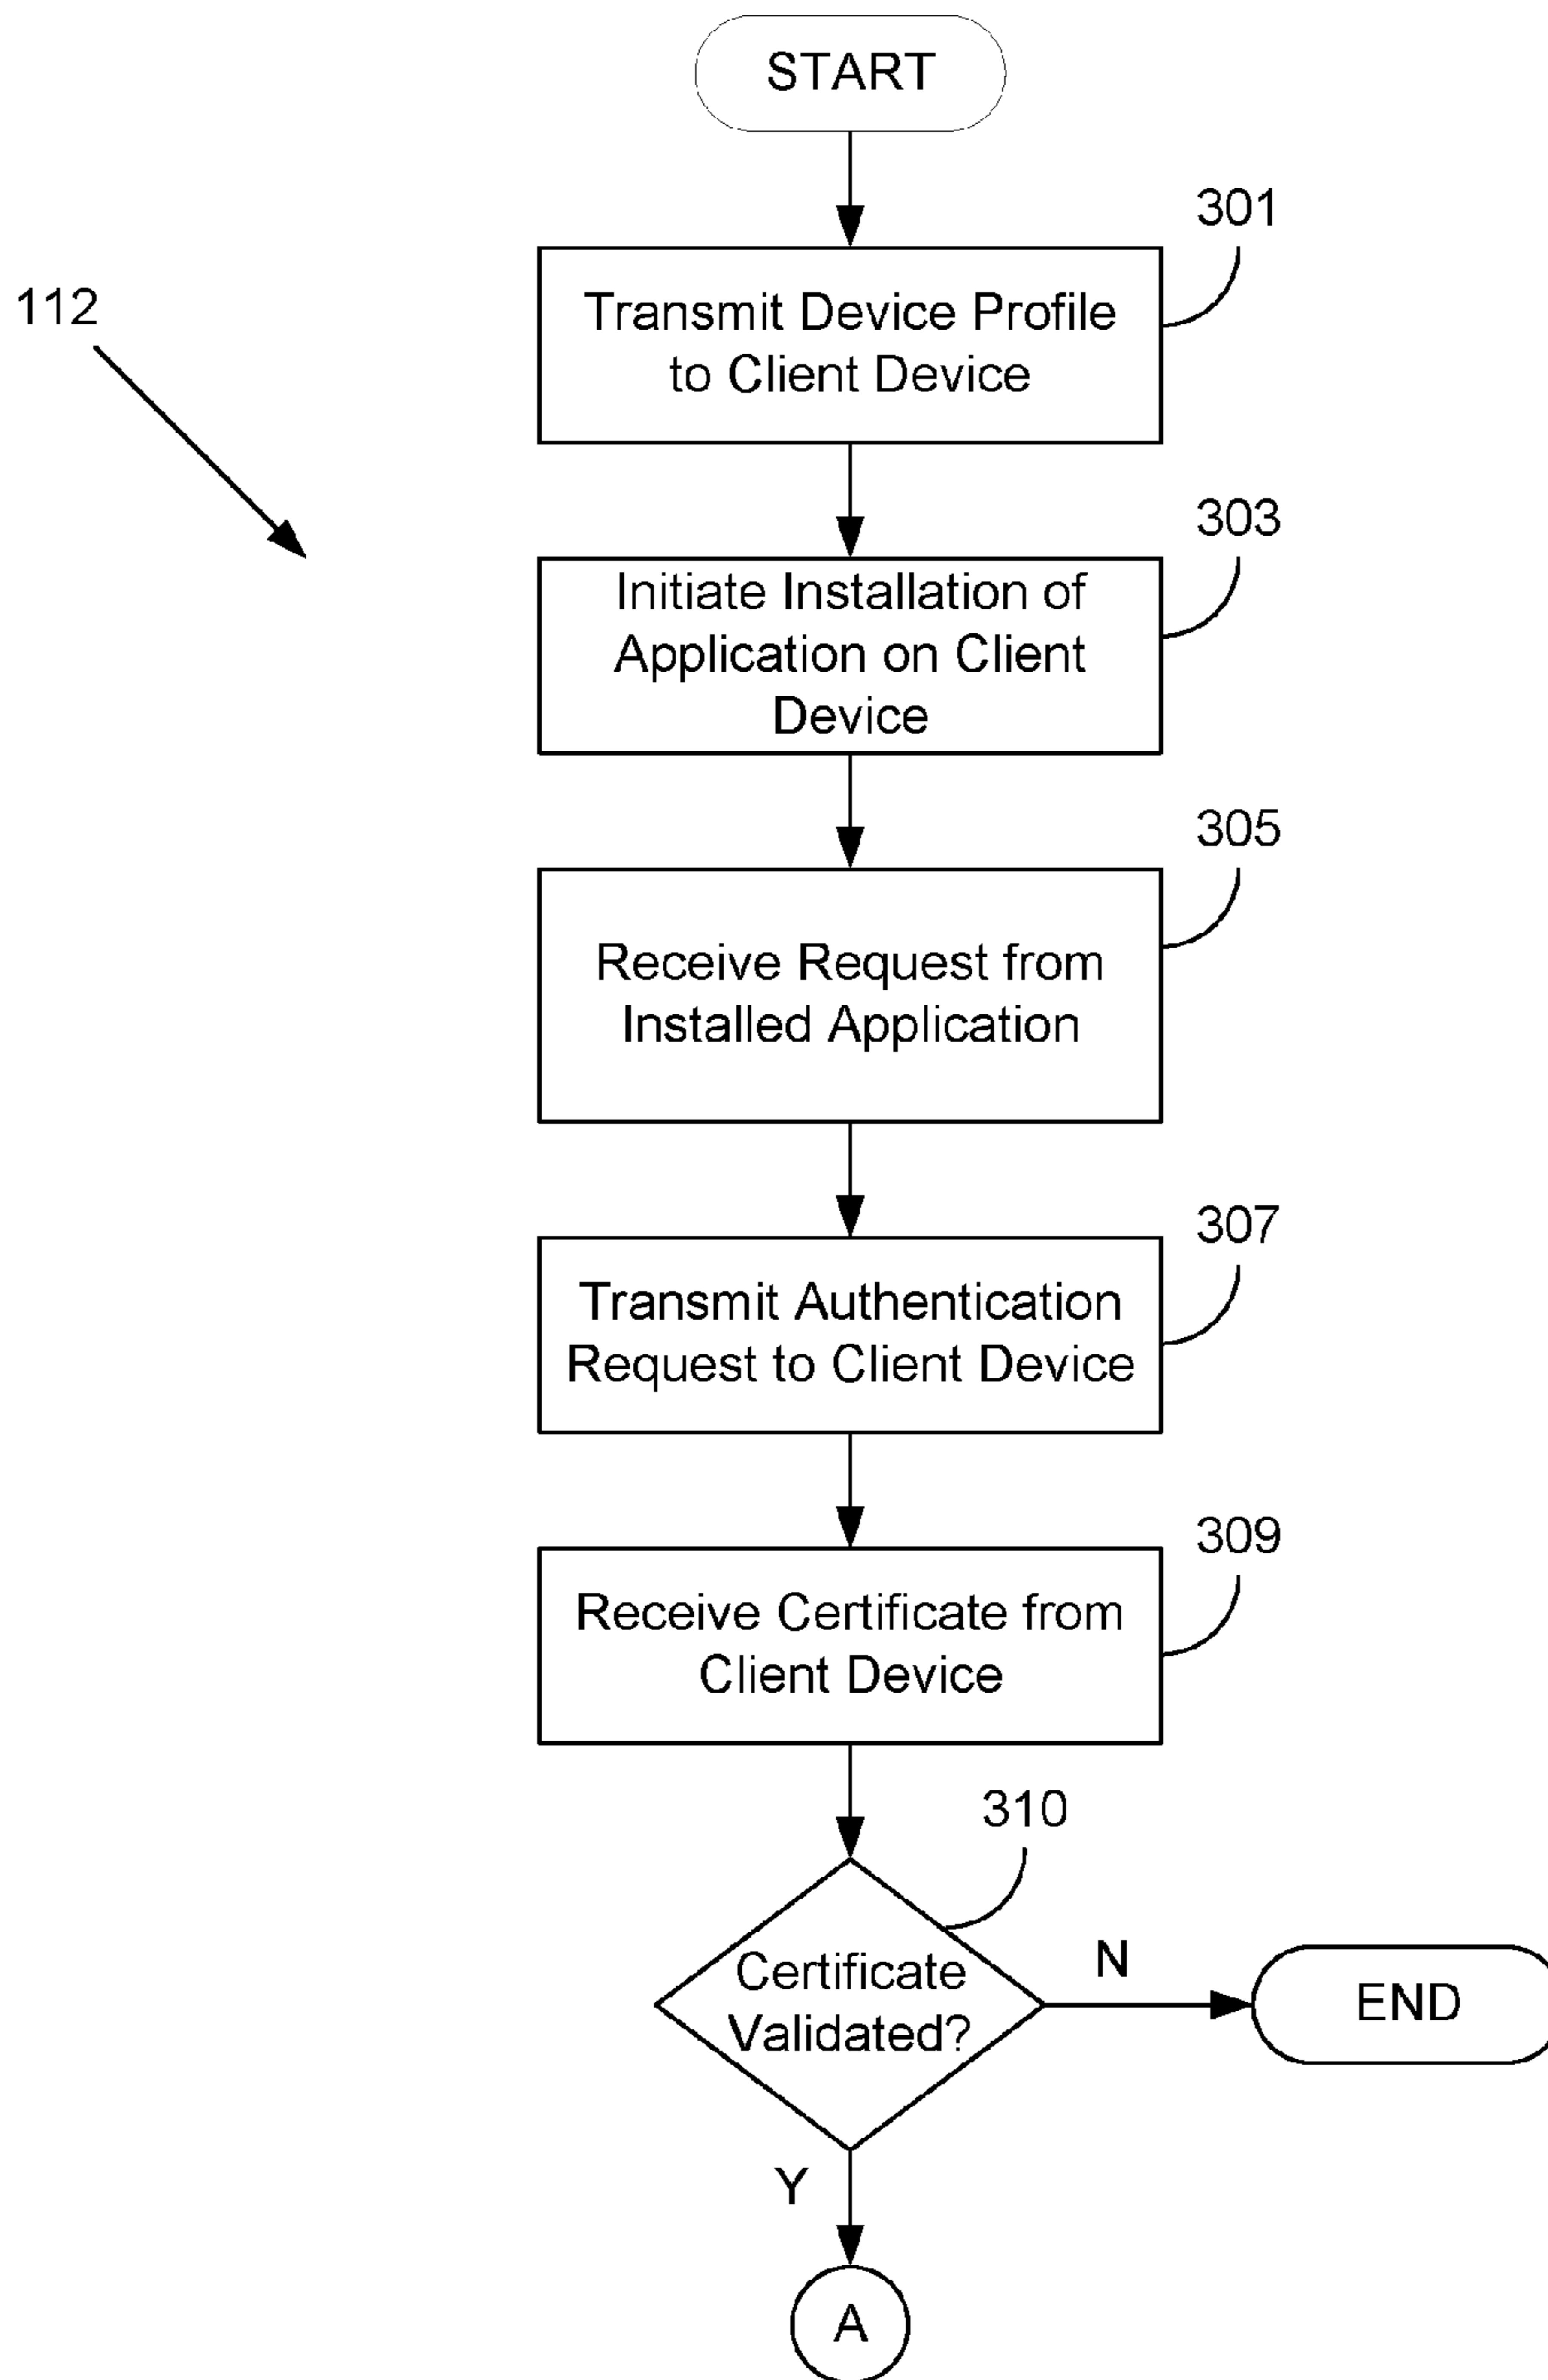 START
301
112
Transmit Device Profile
to Client Device
303
Initiate Installation of
Application on Client
Device
305
Receive Request from
Installed Application
307
Transmit Authentication
Request to Client Device
309
Receive Certificate from
Client Device
310
Certificate
Validated?
N
END
Y
A